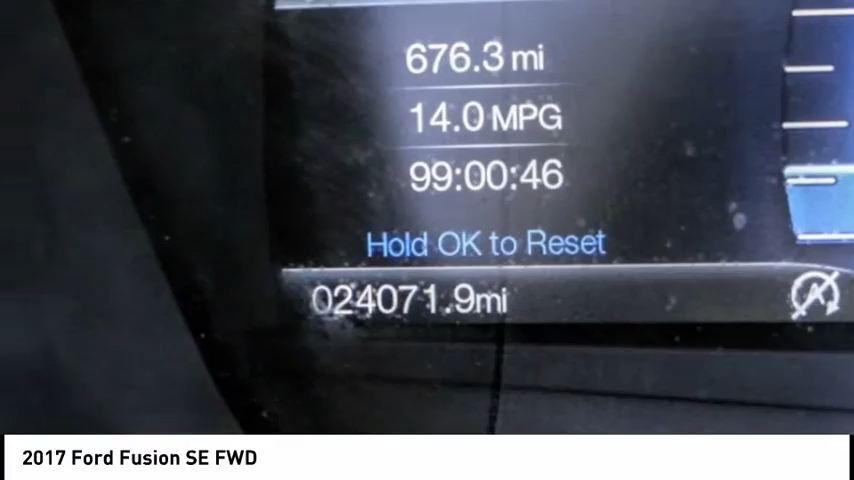 676.3 mi
14.0 MPG
99:00:46
Hold OK to Reset
024071.9mi
2017 Ford Fusion SE FWD